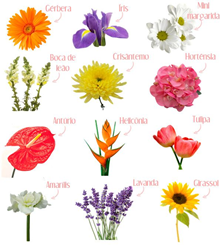 Gérbera
Íris
Mini
margarida
Boca de
leão
Crisântemo
Hortênsia
Antúrio
Helicônia
Tulipa
Amarílis
Lavanda
Girassol